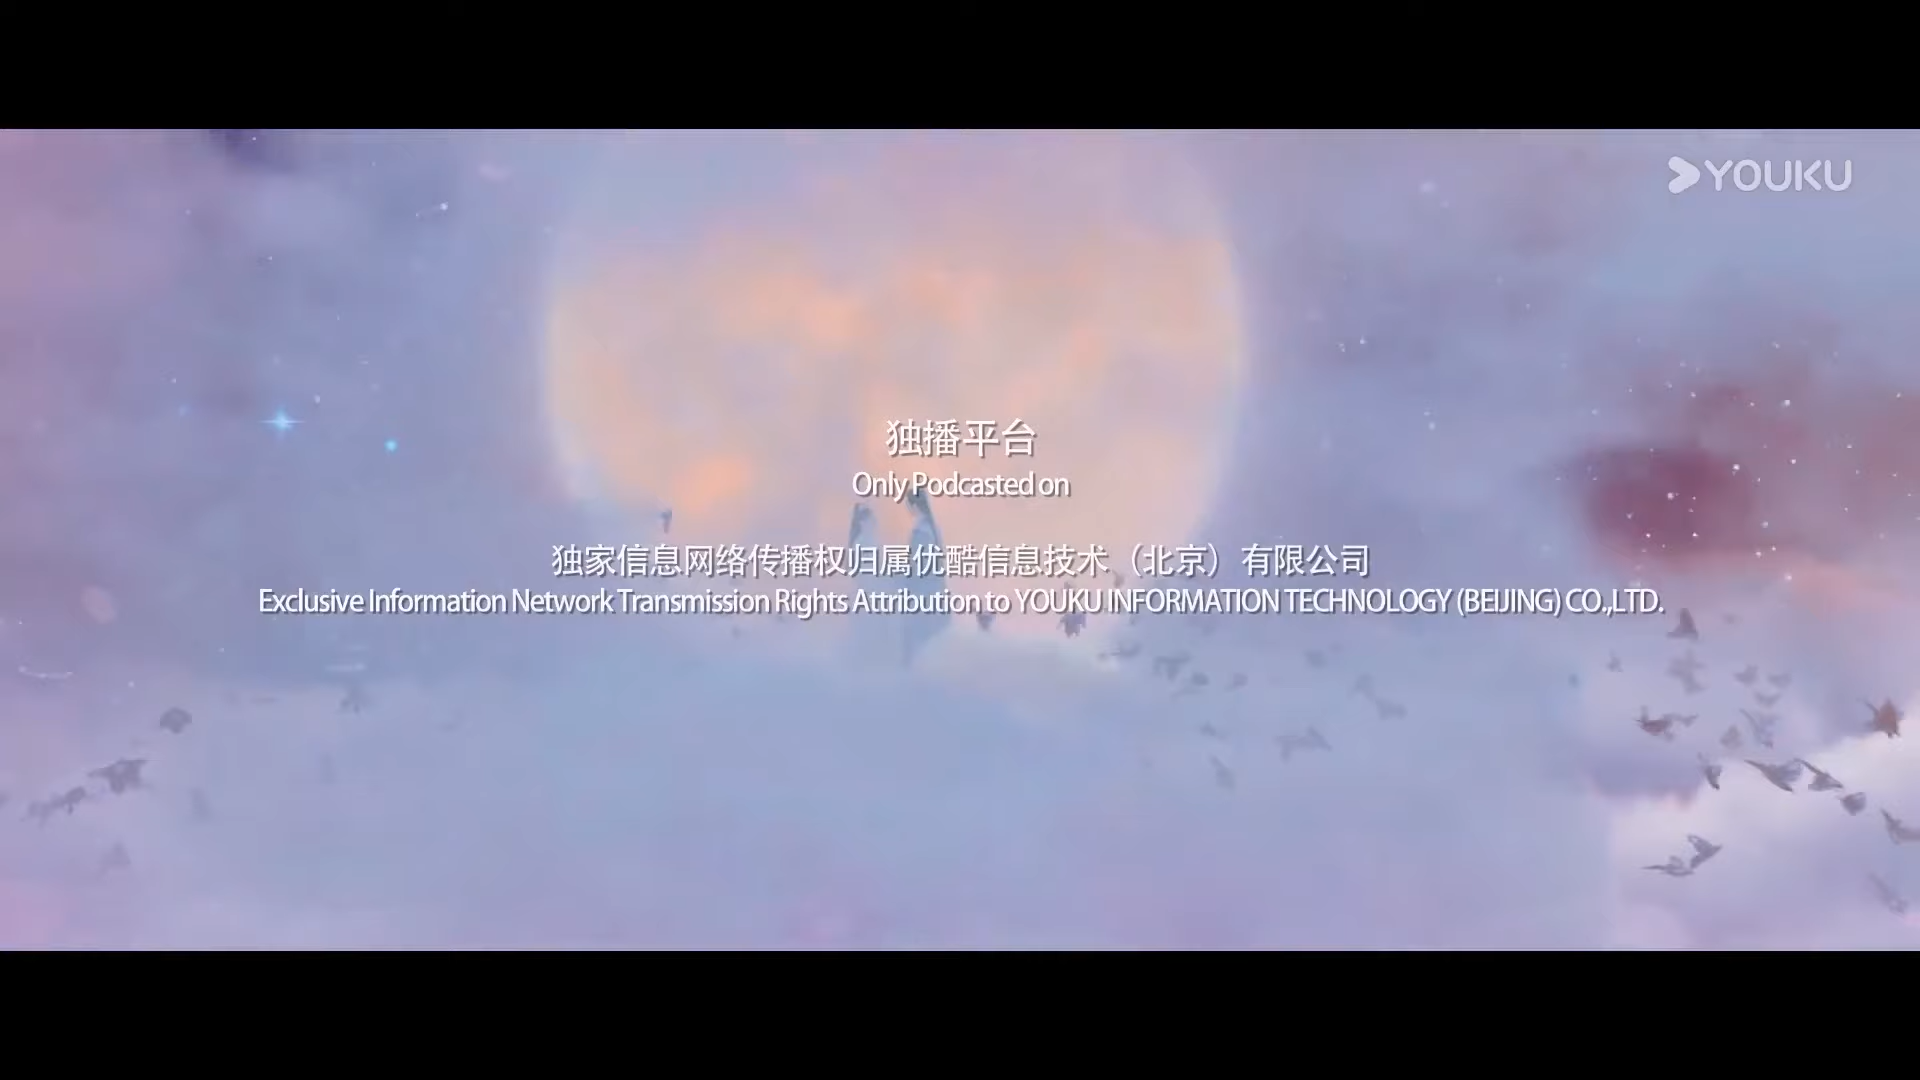 YOUKU
独播平台
Only Podcasted on
独家信息网络传播权归属优酷信息技术（北京）有限公司
Exclusive Information Network Transmission Rights Attribution to YOUKU INFORMATION TECHNOLOGY (BEIJING) CO.,LTD.